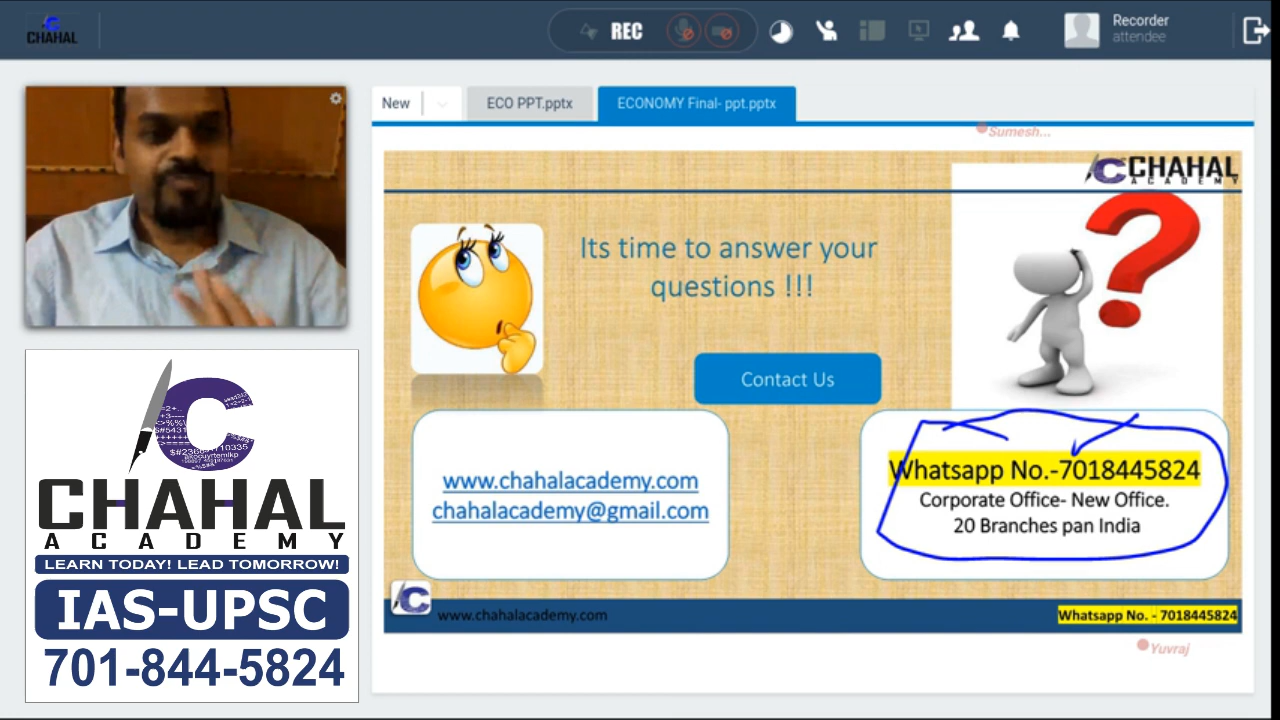 CHAHAL
REC
Recorder
attendee
New
ECO PPT.pptx
ECONOMY Final- ppt.pptx
Sumesh...
CHAHAL
ACADEMY
Its time to answer your
questions !!!
Contact Us
www.chahalacademy.com
chahalacademy@gmail.com
Whatsapp No.-7018445824
Corporate Office- New Office.
20 Branches pan India
www.chahalacademy.com
Whatsapp No. - 7018445824
Yuvraj
CHAHAL
ACADEMY
LEARN TODAY! LEAD TOMORROW!
IAS-UPSC
701-844-5824